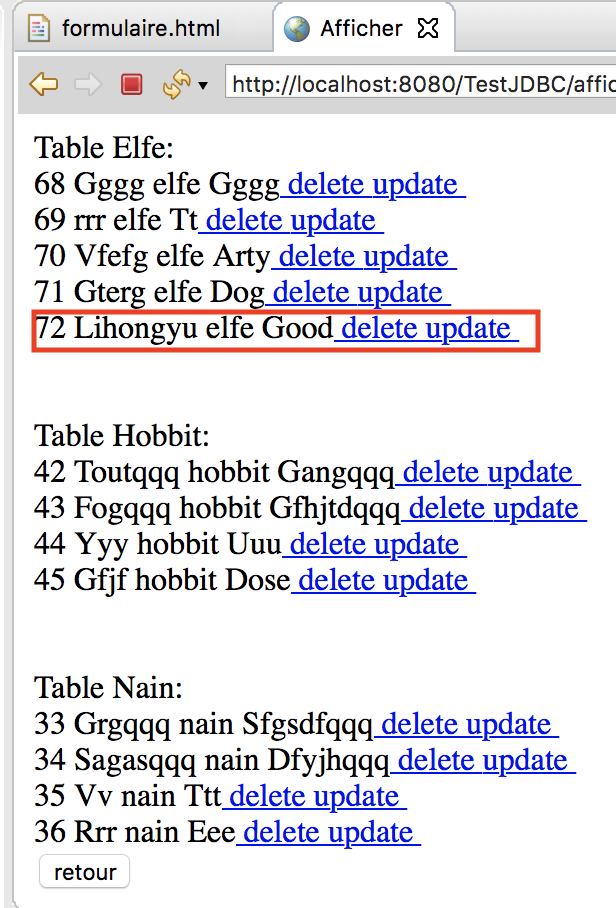 formulaire.html Afficher
http://localhost:8080/TestJDBC/affic
Table Elfe:
68 Gggg elfe Gggg delete update
69 rrr elfe Tt delete update
70 Vfefg elfe Arty delete update
71 Gterg elfe Dog delete update
72 Lihongyu elfe Good delete update
Table Hobbit:
42 Toutqqq hobbit Gangqqq delete update
43 Fogqqq hobbit Gfhjtdqqq delete update
44 Yyy hobbit Uuu delete update
45 Gfjf hobbit Dose delete update
Table Nain:
33 Grgqqq nain Sfgsdfqqq delete update
34 Sagasqqq nain Dfyjhqqq delete update
35 Vv nain Ttt delete update
36 Rrr nain Eee delete update
retour